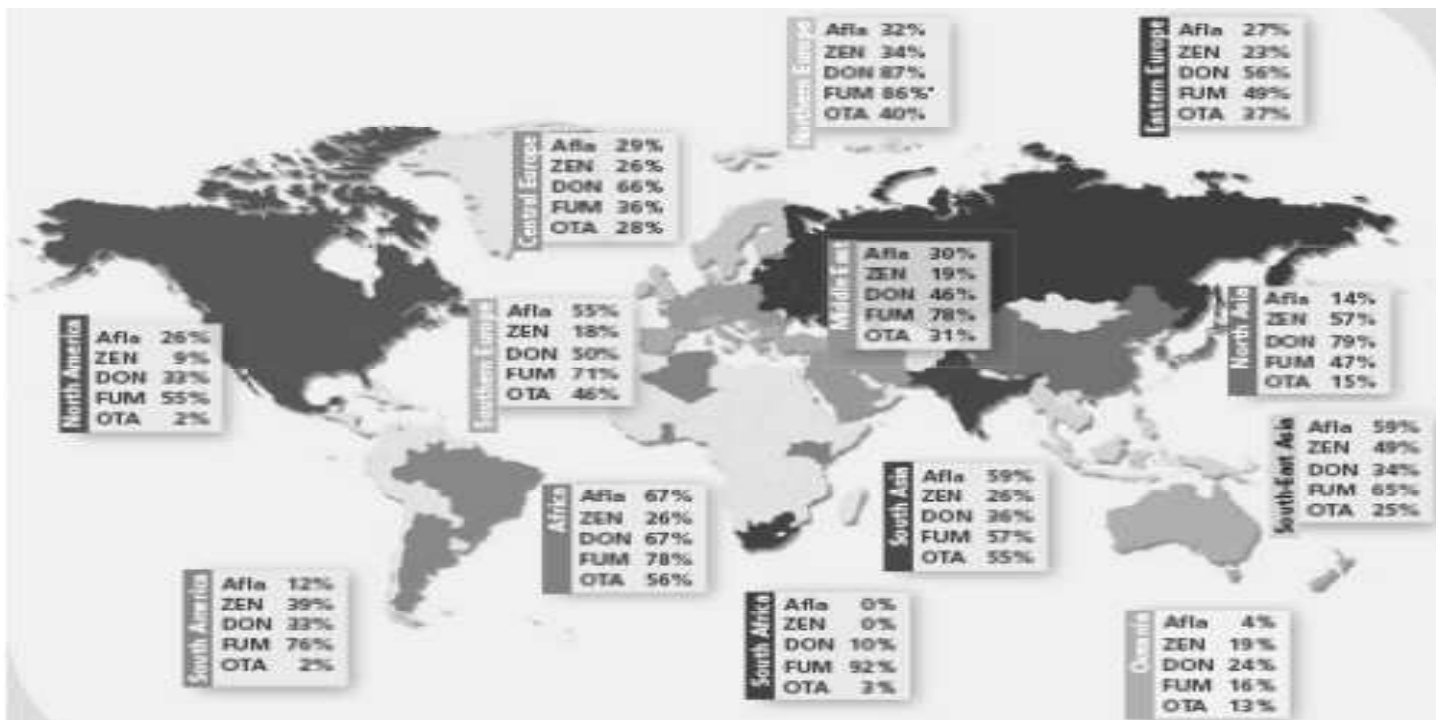 Northern Europe
Afla 32%
ZEN 34%
DON 87%
FUM 86%*
OTA 40%
Eastern Europe
Afla 27%
ZEN 23%
DON 56%
FUM 49%
OTA 37%
Central Europe
Afla 29%
ZEN 26%
DON 66%
FUM 36%
OTA 28%
Middle East
Afla 30%
ZEN 19%
DON 46%
FUM 78%
OTA 31%
North America
Afla 26%
ZEN 9%
DON 33%
FUM 55%
OTA 2%
Southern Europe
Afla 55%
ZEN 18%
DON 50%
FUM 71%
OTA 46%
North Asia
Afla 14%
ZEN 57%
DON 79%
FUM 47%
OTA 15%
South-East Asia
Afla 59%
ZEN 49%
DON 34%
FUM 65%
OTA 25%
Africa
Afla 67%
ZEN 26%
DON 67%
FUM 78%
OTA 56%
South Asia
Afla 59%
ZEN 26%
DON 36%
FUM 57%
OTA 55%
South America
Afla 12%
ZEN 39%
DON 33%
FUM 76%
OTA 2%
South Africa
Afla 0%
ZEN 0%
DON 10%
FUM 92%
OTA 3%
Oceania
Afla 4%
ZEN 19%
DON 24%
FUM 16%
OTA 13%